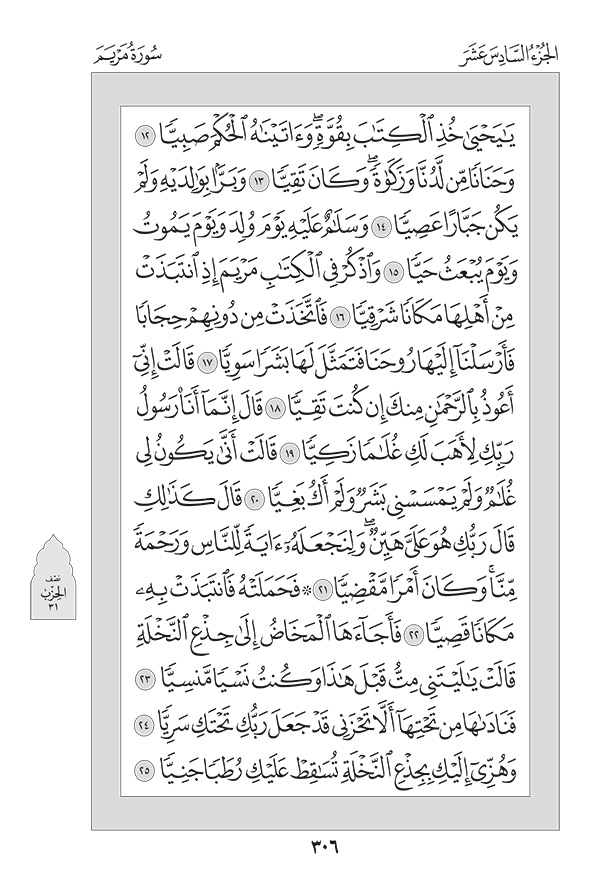 الجُزْءُ السَّادِسَ عَشَرَ
سُورَةُ مَرْيَمَ
يَـٰيَحْيَىٰ خُذِ ٱلْكِتَـٰبَ بِقُوَّةٍۖ وَءَاتَيْنَـٰهُ ٱلْحُكْمَ صَبِيًّا ١٢
وَحَنَانًا مِّن لَّدُنَّا وَزَكَوٰةًۖ وَكَانَ تَقِيًّا ١٣ وَبَرًّۢا بِوَٰلِدَيْهِ وَلَمْ
يَكُن جَبَّارًا عَصِيًّا ١٤ وَسَلَـٰمٌ عَلَيْهِ يَوْمَ وُلِدَ وَيَوْمَ يَمُوتُ
وَيَوْمَ يُبْعَثُ حَيًّا ١٥ وَٱذْكُرْ فِى ٱلْكِتَـٰبِ مَرْيَمَ إِذِ ٱنتَبَذَتْ
مِنْ أَهْلِهَا مَكَانًا شَرْقِيًّا ١٦ فَٱتَّخَذَتْ مِن دُونِهِمْ حِجَابًا
فَأَرْسَلْنَآ إِلَيْهَا رُوحَنَا فَتَمَثَّلَ لَهَا بَشَرًا سَوِيًّا ١٧ قَالَتْ إِنِّىٓ
أَعُوذُ بِٱلرَّحْمَـٰنِ مِنكَ إِن كُنتَ تَقِيًّا ١٨ قَالَ إِنَّمَآ أَنَا۠ رَسُولُ
رَبِّكِ لِأَهَبَ لَكِ غُلَـٰمًا زَكِيًّا ١٩ قَالَتْ أَنَّىٰ يَكُونُ لِى
غُلَـٰمٌ وَلَمْ يَمْسَسْنِى بَشَرٌ وَلَمْ أَكُ بَغِيًّا ٢٠ قَالَ كَذَٰلِكِ
قَالَ رَبُّكِ هُوَ عَلَىَّ هَيِّنٌۖ وَلِنَجْعَلَهُۥٓ ءَايَةً لِّلنَّاسِ وَرَحْمَةً
مِّنَّاۚ وَكَانَ أَمْرًا مَّقْضِيًّا ٢١ ۞ فَحَمَلَتْهُ فَٱنتَبَذَتْ بِهِۦ
مَكَانًا قَصِيًّا ٢٢ فَأَجَآءَهَا ٱلْمَخَاضُ إِلَىٰ جِذْعِ ٱلنَّخْلَةِ
قَالَتْ يَـٰلَيْتَنِى مِتُّ قَبْلَ هَـٰذَا وَكُنتُ نَسْيًا مَّنسِيًّا ٢٣
فَنَادَىٰهَا مِن تَحْتِهَآ أَلَّا تَحْزَنِى قَدْ جَعَلَ رَبُّكِ تَحْتَكِ سَرِيًّا ٢٤
وَهُزِّىٓ إِلَيْكِ بِجِذْعِ ٱلنَّخْلَةِ تُسَـٰقِطْ عَلَيْكِ رُطَبًا جَنِيًّا ٢٥
نصف
الحِزْب
٣١
٣٠٦